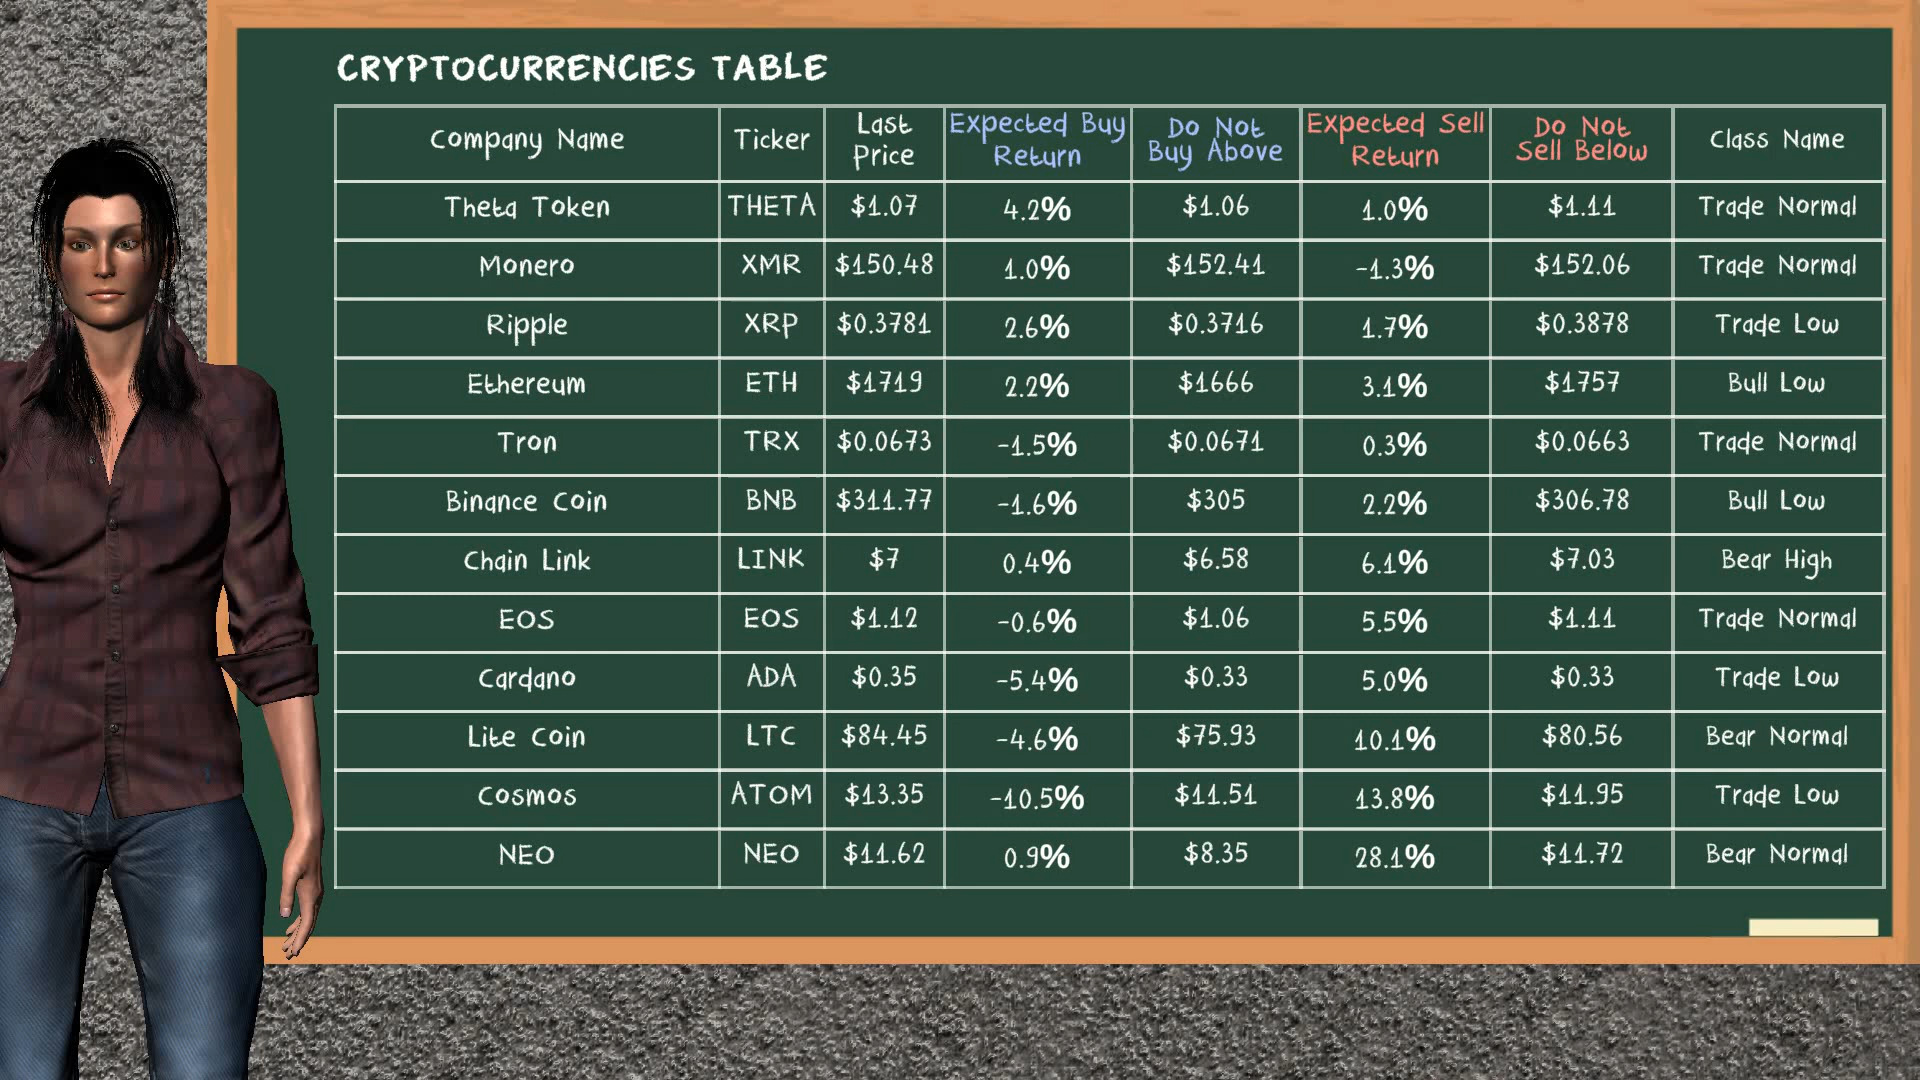 CRYPTOCURRENCIES TABLE
Company Name Ticker Last Price Expected Buy Return Do Not Buy Above Expected Sell Return Do Not Sell Below Class Name
Theta Token THETA $1.07 4.2% $1.06 1.0% $1.11 Trade Normal
Monero XMR $150.48 1.0% $152.41 -1.3% $152.06 Trade Normal
Ripple XRP $0.3781 2.6% $0.3716 1.7% $0.3878 Trade Low
Ethereum ETH $1719 2.2% $1666 3.1% $1757 Bull Low
Tron TRX $0.0673 -1.5% $0.0671 0.3% $0.0663 Trade Normal
Binance Coin BNB $311.77 -1.6% $305 2.2% $306.78 Bull Low
Chain Link LINK $7 0.4% $6.58 6.1% $7.03 Bear High
EOS EOS $1.12 -0.6% $1.06 5.5% $1.11 Trade Normal
Cardano ADA $0.35 -5.4% $0.33 5.0% $0.33 Trade Low
Lite Coin LTC $84.45 -4.6% $75.93 10.1% $80.56 Bear Normal
Cosmos ATOM $13.35 -10.5% $11.51 13.8% $11.95 Trade Low
NEO NEO $11.62 0.9% $8.35 28.1% $11.72 Bear Normal